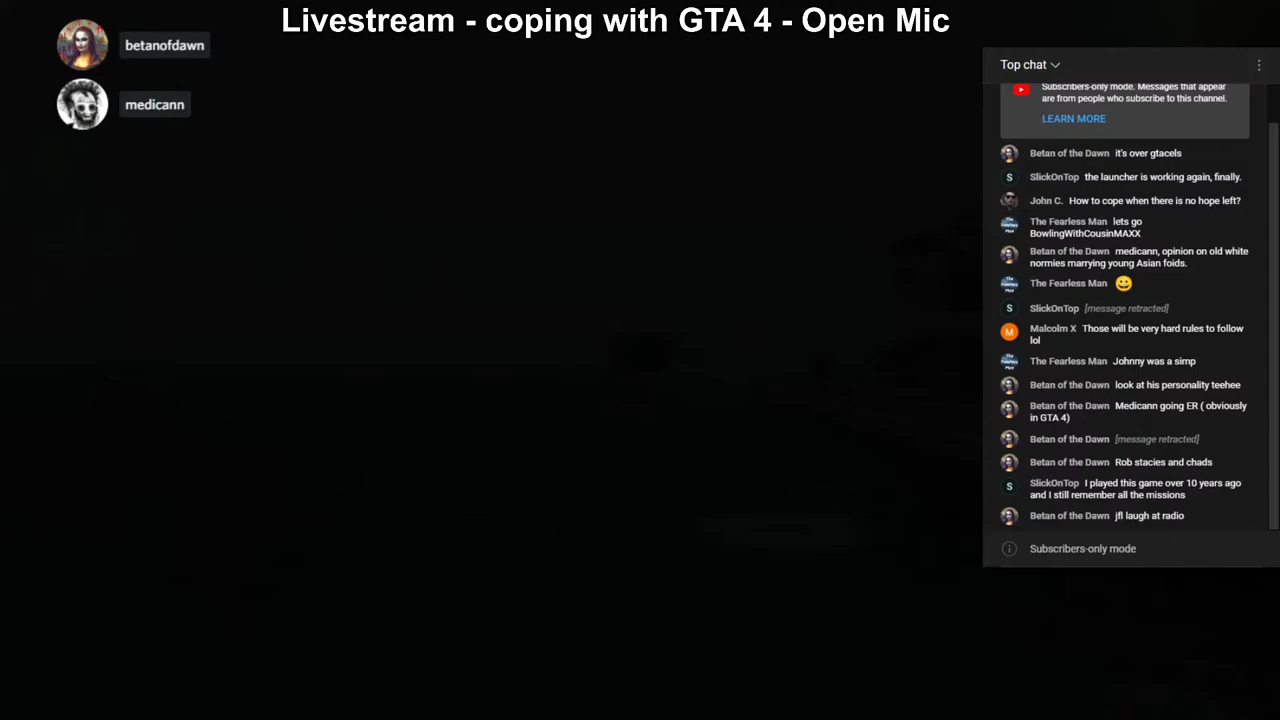 Livestream - coping with GTA 4 - Open Mic
betanofdawn
medicann
Top chat
Subscribers-only mode. Messages that appear
are from people who subscribe to this channel.
LEARN MORE
Betan of the Dawn it's over gtacels
S SlickOnTop the launcher is working again, finally.
John C. How to cope when there is no hope left?
The Fearless Man lets go
BowlingWithCousinMAXX
Betan of the Dawn medicann, opinion on old white
normies marrying young Asian foids.
The Fearless Man 😀
S SlickOnTop [message retracted]
M Malcolm X Those will be very hard rules to follow
lol
The Fearless Man Johnny was a simp
Betan of the Dawn look at his personality teehee
Betan of the Dawn Medicann going ER ( obviously
in GTA 4)
Betan of the Dawn [message retracted]
Betan of the Dawn Rob stacies and chads
S SlickOnTop I played this game over 10 years ago
and I still remember all the missions
Betan of the Dawn jfl laugh at radio
Subscribers-only mode